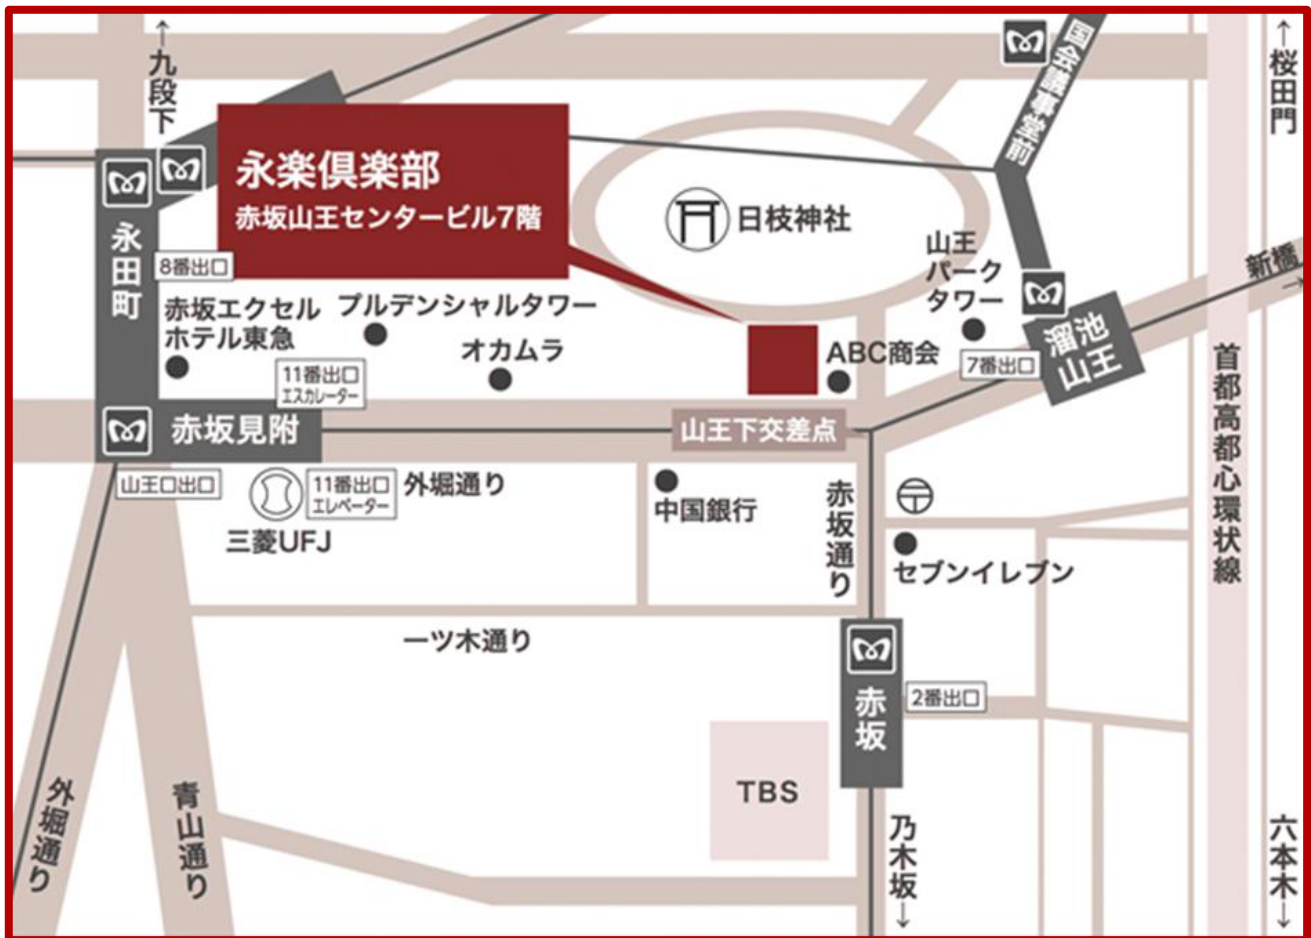 ↑九段下
国会議事堂前
↑桜田門
永楽倶楽部
赤坂山王センタービル7階
永田町
8番出口
日枝神社
山王
パーク
タワー
新橋→
赤坂エクセル
ホテル東急
プルデンシャルタワー
オカムラ
11番出口
エスカレーター
ABC商会
7番出口
溜池
山王
首都高都心環状線
赤坂見附
山王下交差点
山王口出口
三菱UFJ
11番出口
エレベーター
外堀通り
中国銀行
赤坂通り
セブンイレブン
一ツ木通り
赤坂
2番出口
TBS
外堀通り
青山通り
乃木坂↓
六本木↓